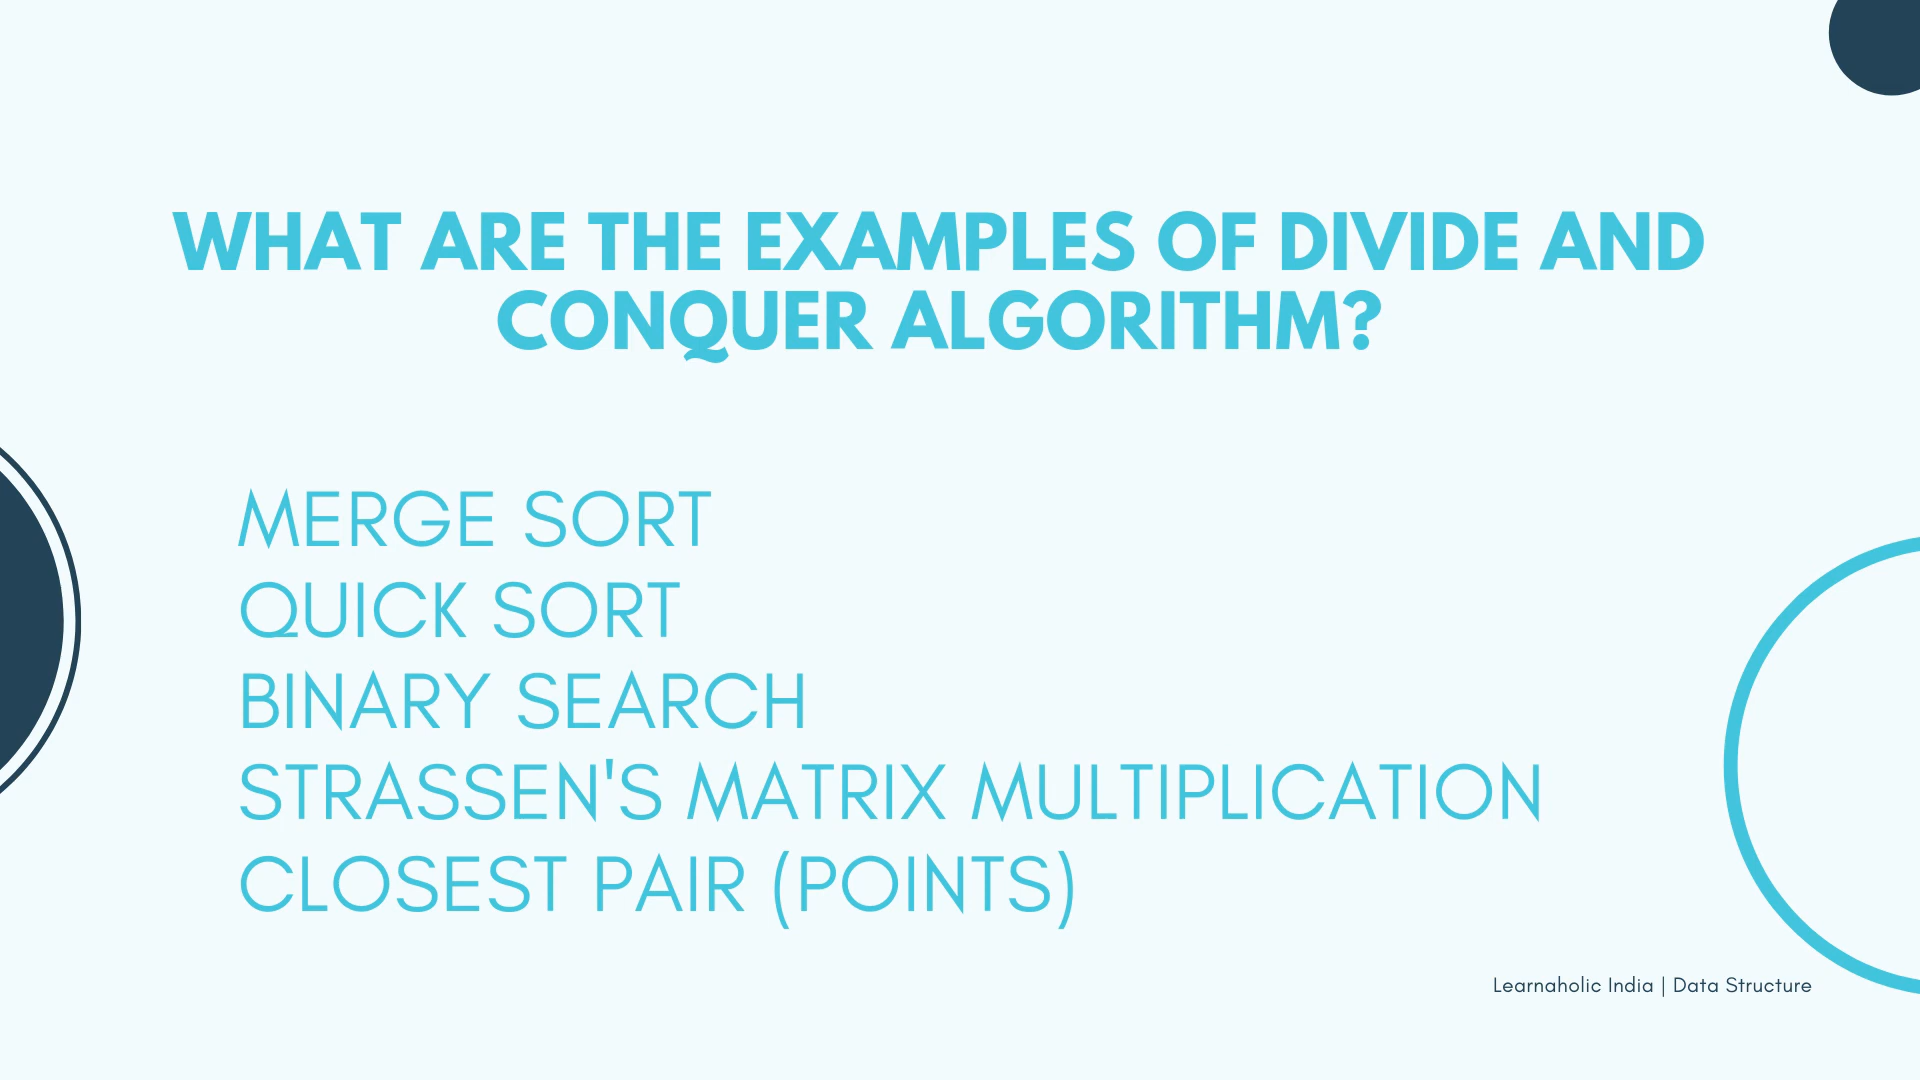 WHAT ARE THE EXAMPLES OF DIVIDE AND
CONQUER ALGORITHM?
MERGE SORT
QUICK SORT
BINARY SEARCH
STRASSEN'S MATRIX MULTIPLICATION
CLOSEST PAIR (POINTS)
Learnaholic India | Data Structure